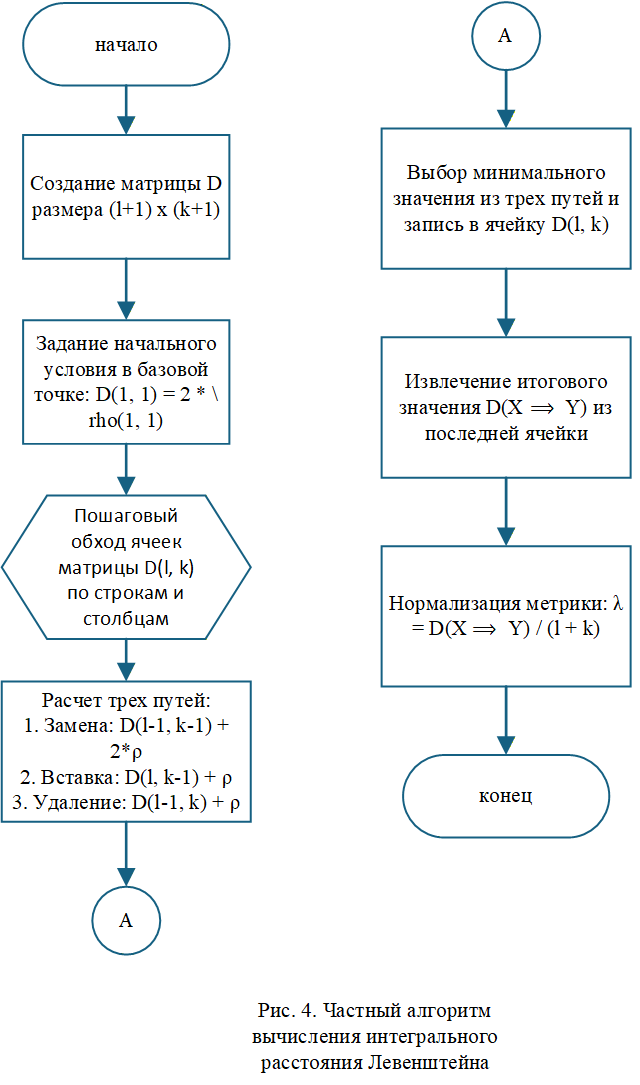 начало
Создание матрицы D
размера (l+1) x (k+1)
Задание начального
условия в базовой
точке: D(1, 1) = 2 * \
rho(1, 1)
Пошаговый
обход ячеек
матрицы D(l, k)
по строкам и
столбцам
Расчет трех путей:
1. Замена: D(l-1, k-1) +
2*ρ
2. Вставка: D(l, k-1) + ρ
3. Удаление: D(l-1, k) + ρ
А
А
Выбор минимального
значения из трех путей и
запись в ячейку D(l, k)
Извлечение итогового
значения D(X ⟹ Y) из
последней ячейки
Нормализация метрики: λ
= D(X ⟹ Y) / (l + k)
конец
Рис. 4. Частный алгоритм
вычисления интегрального
расстояния Левенштейна